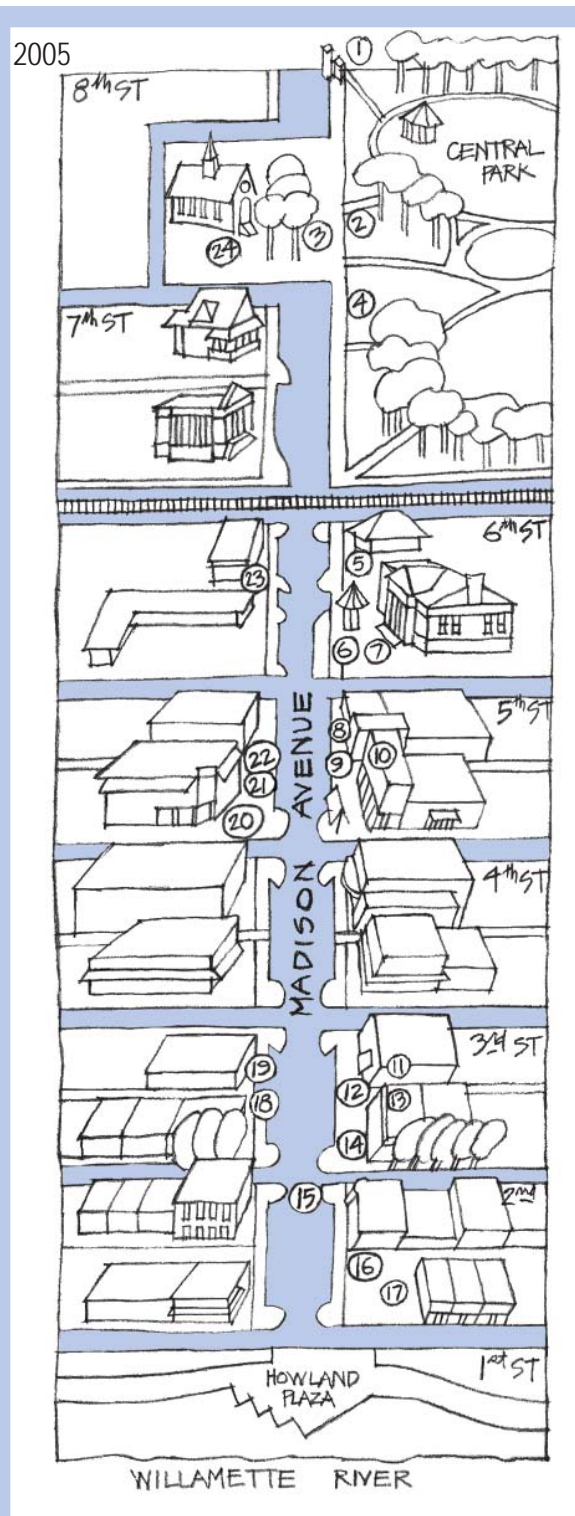 2005
8th ST
1
CENTRAL
PARK
2
3
24
4
7th ST
6th ST
5
23
6
7
5th ST
8
9
10
22
21
20
MADISON AVENUE
4th ST
3rd ST
11
19
12
13
18
14
15
2nd
16
17
1st ST
HOWLAND
PLAZA
WILLAMETTE RIVER